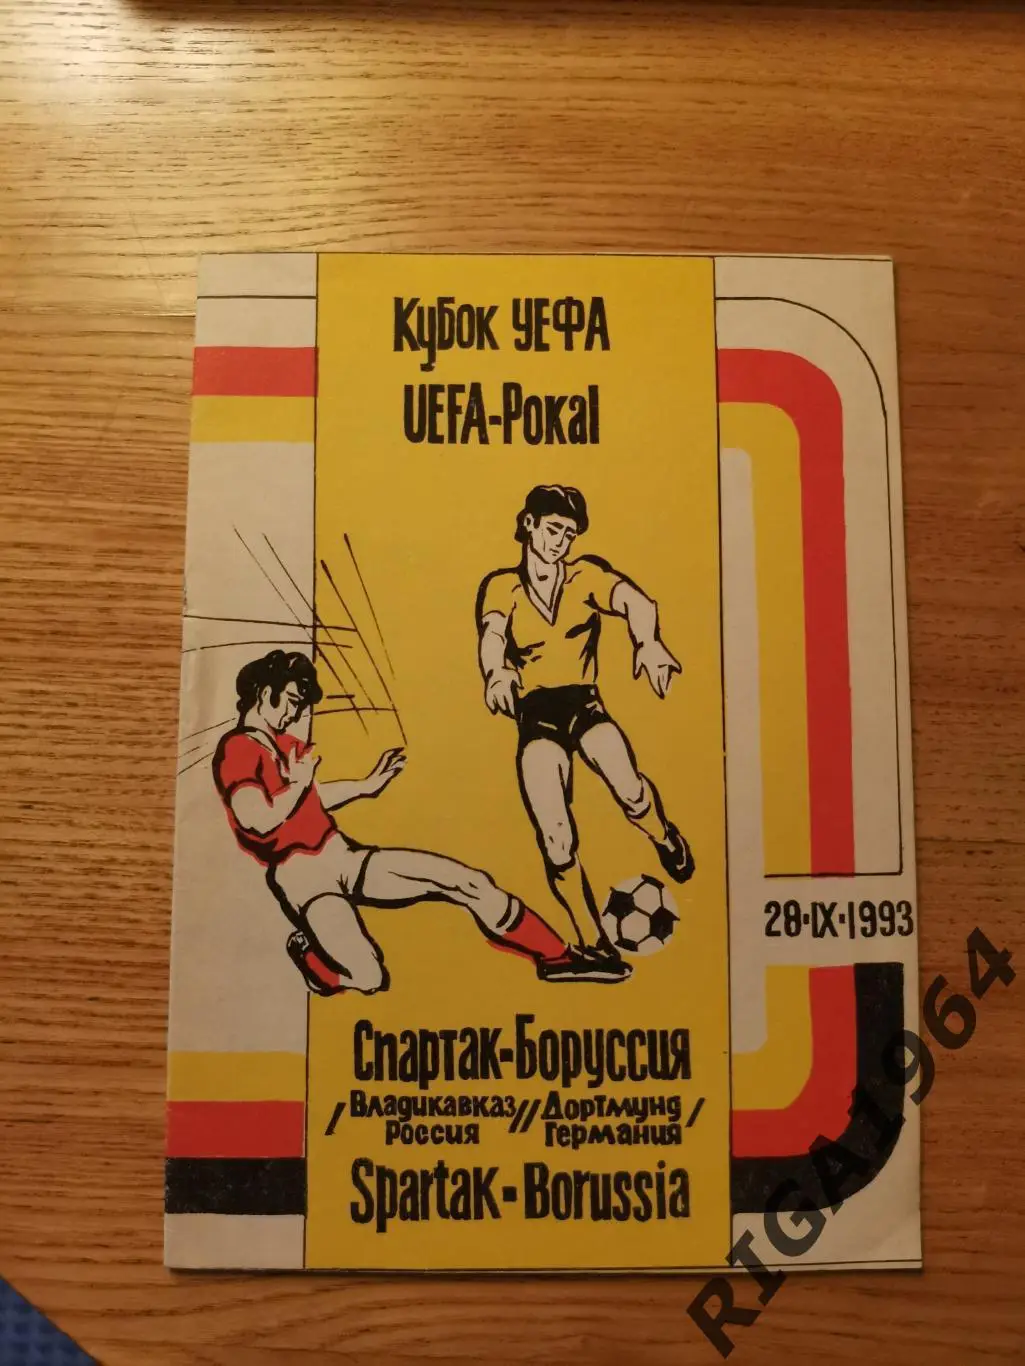 Кубок УЕФА
UEFA-Pokal
28·IX·1993
Спартак-Боруссия
/Владикавказ//Дортмунд/
Россия Германия
Spartak-Borussia
RIGA1964